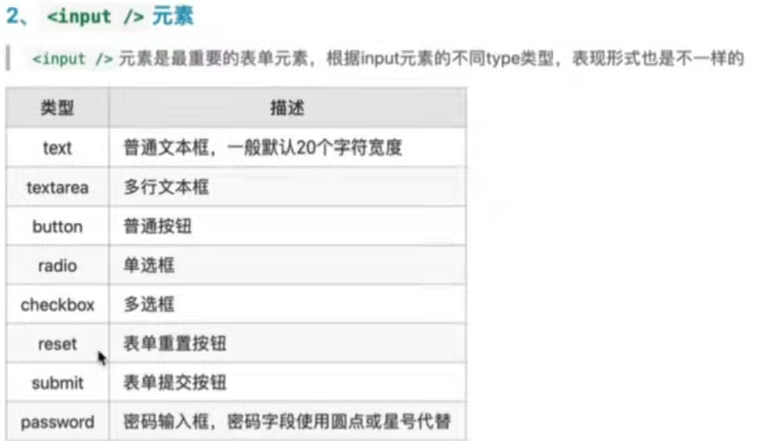 2、 <input /> 元素
<input /> 元素是最重要的表单元素，根据input元素的不同type类型，表现形式也是不一样的
类型 描述
text 普通文本框，一般默认20个字符宽度
textarea 多行文本框
button 普通按钮
radio 单选框
checkbox 多选框
reset 表单重置按钮
submit 表单提交按钮
password 密码输入框，密码字段使用圆点或星号代替